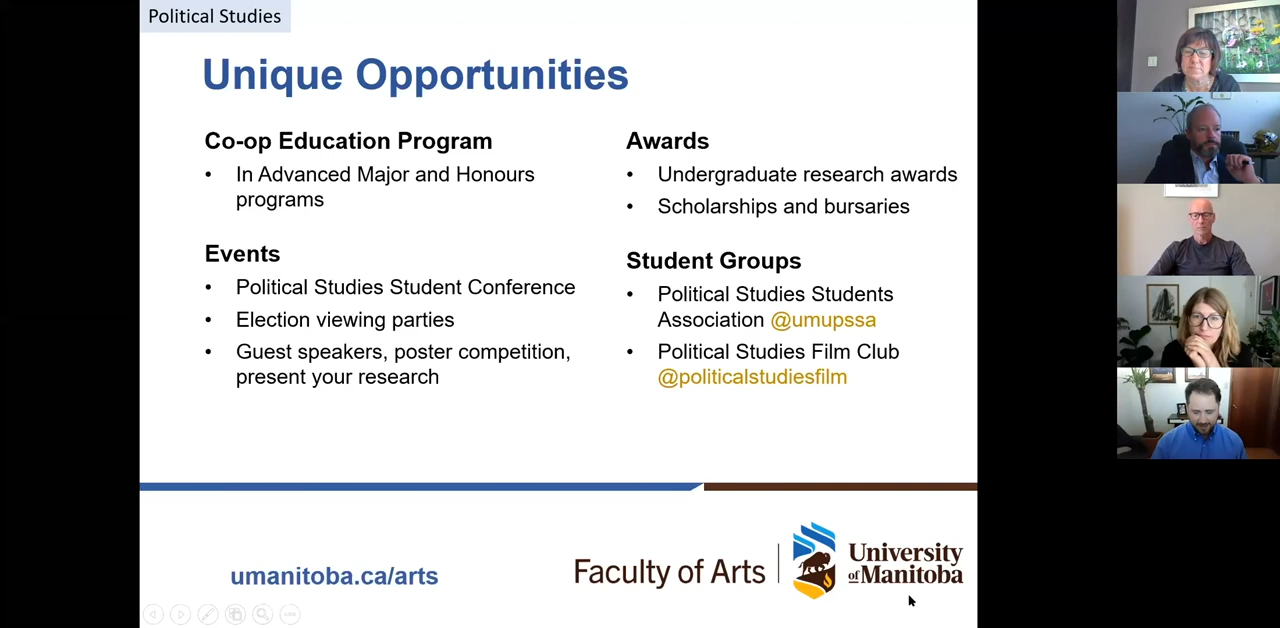 Political Studies
Unique Opportunities
Co-op Education Program
• In Advanced Major and Honours
programs
Events
• Political Studies Student Conference
• Election viewing parties
• Guest speakers, poster competition,
present your research
Awards
• Undergraduate research awards
• Scholarships and bursaries
Student Groups
• Political Studies Students
Association @umupssa
• Political Studies Film Club
@politicalstudiesfilm
umanitoba.ca/arts
Faculty of Arts
University
of Manitoba